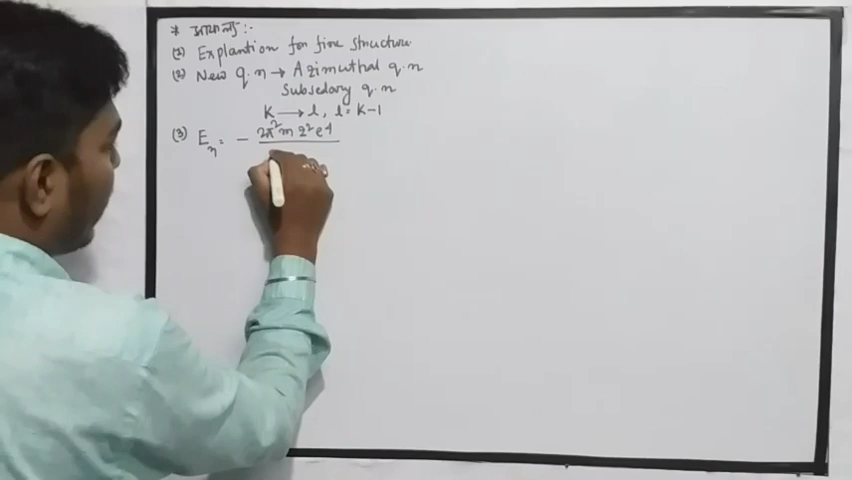 (1) Explantion for fine structure
(2) New q.n → Azimuthal q.n
Subsedary q.n
K → l, l = K-1
(3) Eₙ = - 2π²m z²e⁴